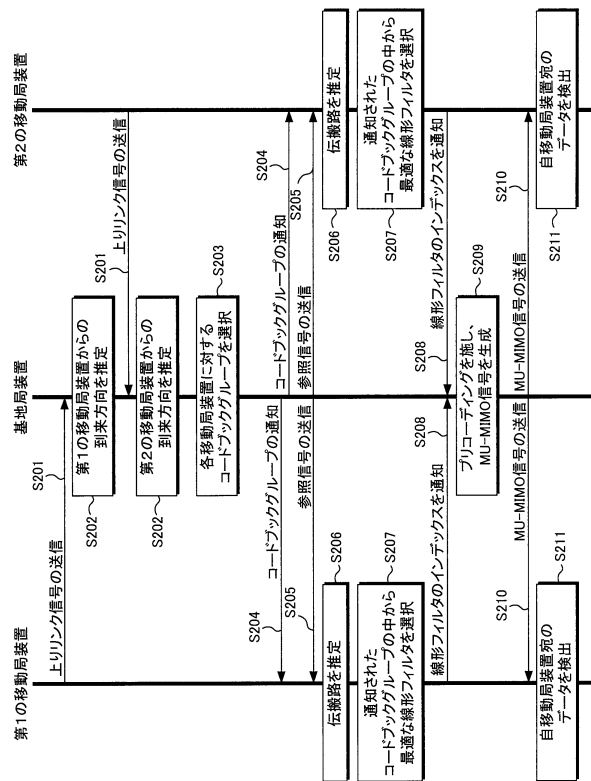 第1の移動局装置
基地局装置
第2の移動局装置
上りリンク信号の送信
S201
第1の移動局装置からの
到来方向を推定
S202
上りリンク信号の送信
S201
第2の移動局装置からの
到来方向を推定
S202
各移動局装置に対する
コードブックグループを選択
S203
コードブックグループの通知
S204
コードブックグループの通知
S204
参照信号の送信
S205
参照信号の送信
S205
伝搬路を推定
S206
伝搬路を推定
S206
通知された
コードブックグループの中から
最適な線形フィルタを選択
S207
通知された
コードブックグループの中から
最適な線形フィルタを選択
S207
線形フィルタのインデックスを通知
S208
線形フィルタのインデックスを通知
S208
プリコーディングを施し、
MU-MIMO信号を生成
S209
MU-MIMO信号の送信
S210
MU-MIMO信号の送信
S210
自移動局装置宛の
データを検出
S211
自移動局装置宛の
データを検出
S211